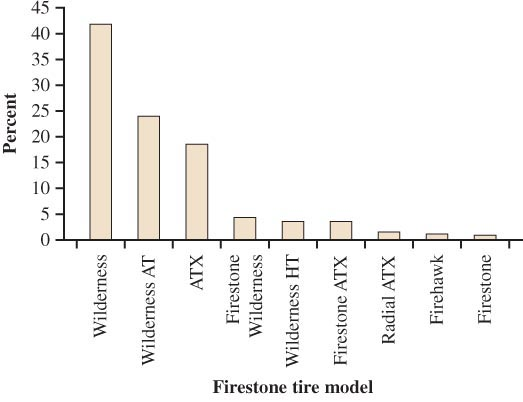 Percent
45
40
35
30
25
20
15
10
5
0
Wilderness
Wilderness AT
ATX
Firestone
Wilderness
Wilderness HT
Firestone ATX
Radial ATX
Firehawk
Firestone
Firestone tire model